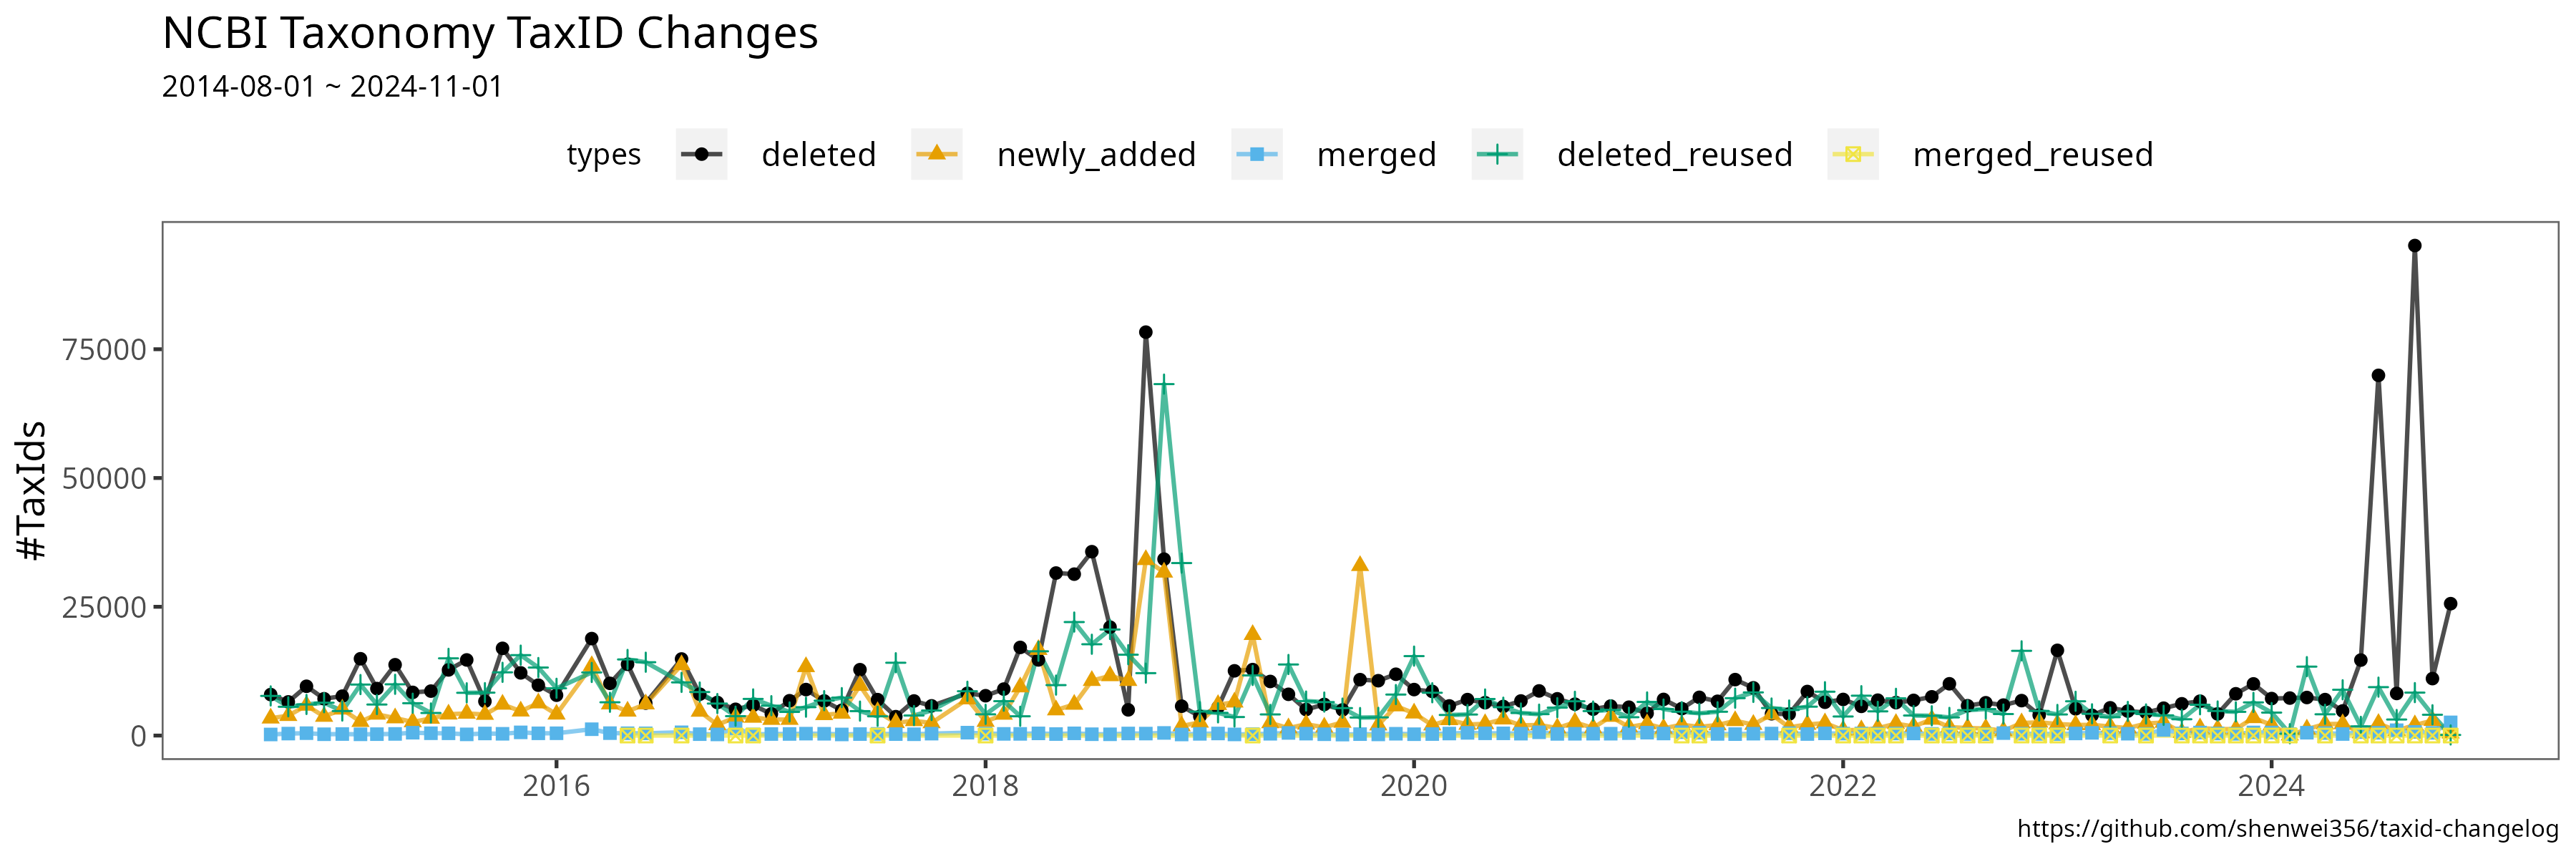 NCBI Taxonomy TaxID Changes
2014-08-01 ~ 2024-11-01
types deleted newly_added merged deleted_reused merged_reused
#TaxIds
75000
50000
25000
0
2016 2018 2020 2022 2024
https://github.com/shenwei356/taxid-changelog